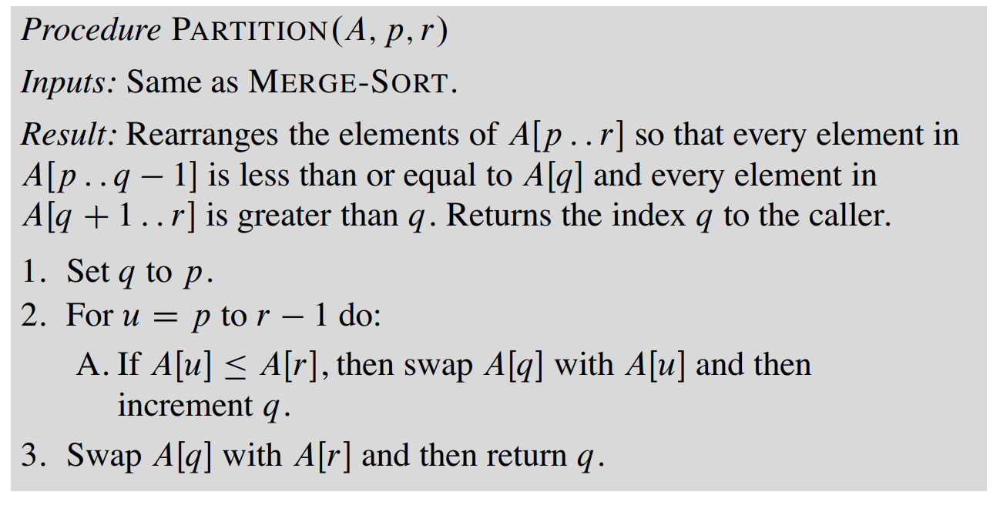 Procedure PARTITION(A, p, r)
Inputs: Same as MERGE-SORT.
Result: Rearranges the elements of A[p . . r] so that every element in
A[p . . q − 1] is less than or equal to A[q] and every element in
A[q + 1 . . r] is greater than q. Returns the index q to the caller.
1. Set q to p.
2. For u = p to r − 1 do:
A. If A[u] ≤ A[r], then swap A[q] with A[u] and then
increment q.
3. Swap A[q] with A[r] and then return q.